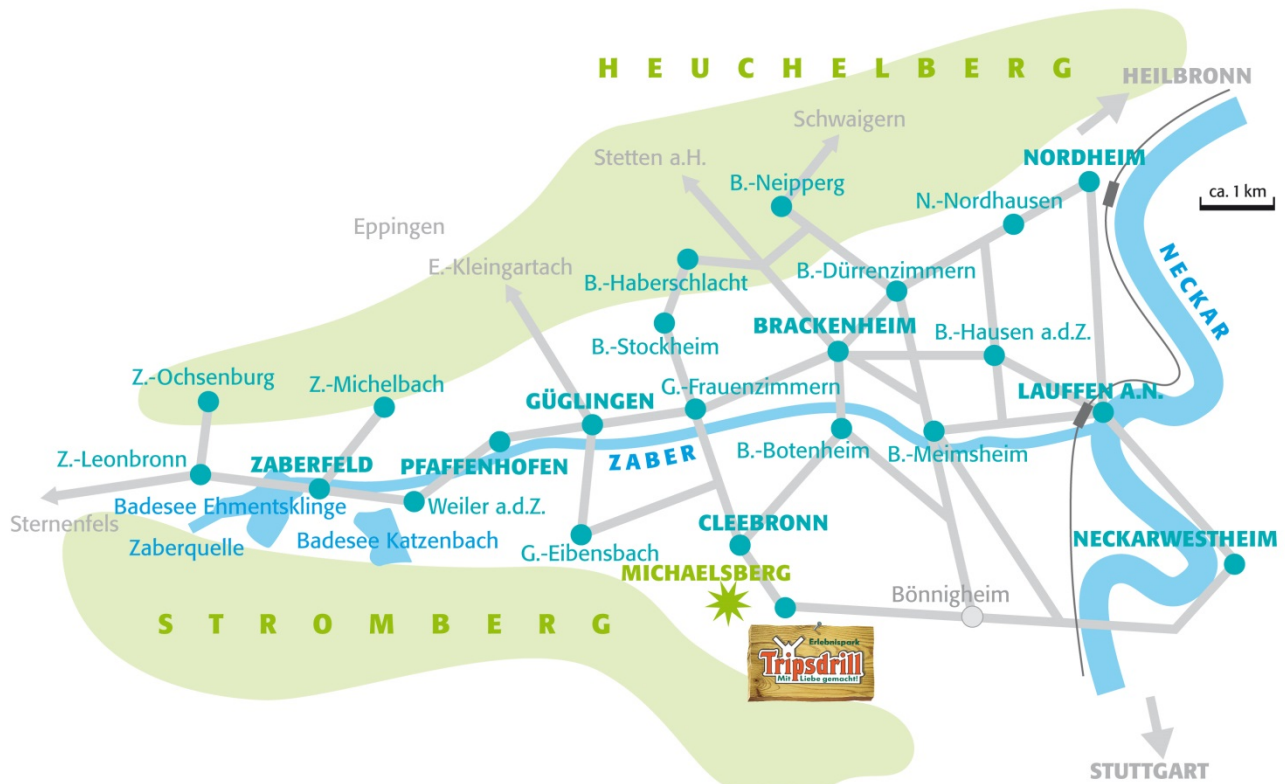 HEUCHELBERG
HEILBRONN
Schwaigern
Stetten a.H.
NORDHEIM
B.-Neipperg
ca. 1 km
N.-Nordhausen
Eppingen
E.-Kleingartach
B.-Haberschlacht
B.-Dürrenzimmern
NECKAR
BRACKENHEIM
B.-Hausen a.d.Z.
B.-Stockheim
Z.-Ochsenburg
Z.-Michelbach
G.-Frauenzimmern
GÜGLINGEN
LAUFFEN A.N.
Z.-Leonbronn
ZABERFELD
PFAFFENHOFEN
ZABER
B.-Botenheim
B.-Meimsheim
Badesee Ehmentsklinge
Weiler a.d.Z.
Sternenfels
Zaberquelle
Badesee Katzenbach
G.-Eibensbach
CLEEBRONN
NECKARWESTHEIM
MICHAELSBERG
Bönnigheim
STROMBERG
Erlebnispark
Tripsdrill
Mit Liebe gemacht!
STUTTGART